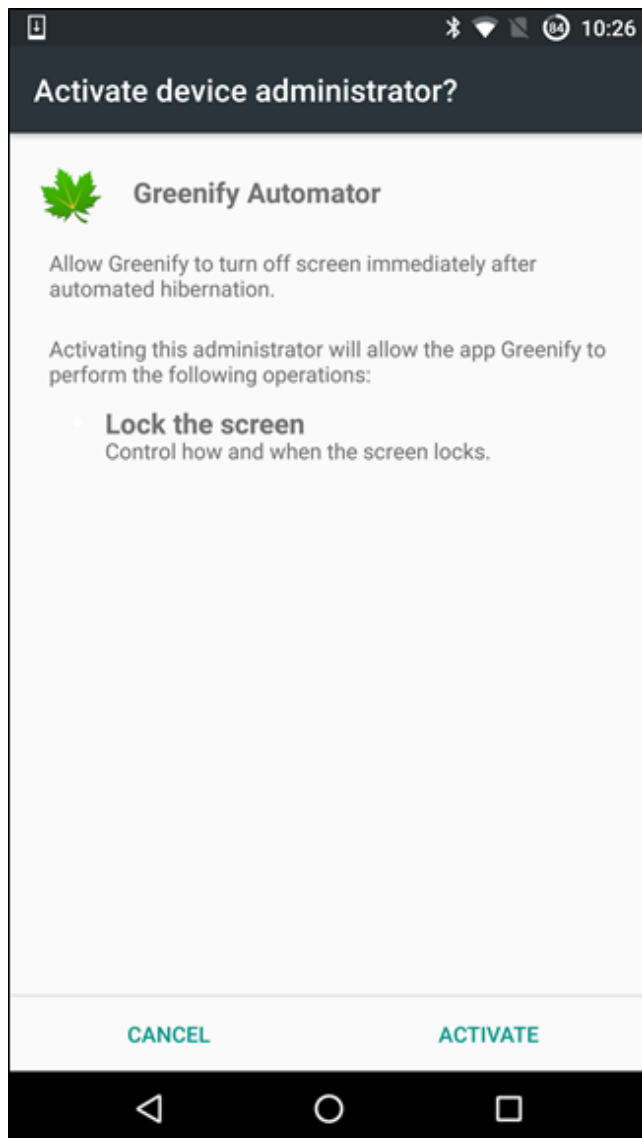 84 10:26
Activate device administrator?
Greenify Automator
Allow Greenify to turn off screen immediately after
automated hibernation.
Activating this administrator will allow the app Greenify to
perform the following operations:
Lock the screen
Control how and when the screen locks.
CANCEL ACTIVATE